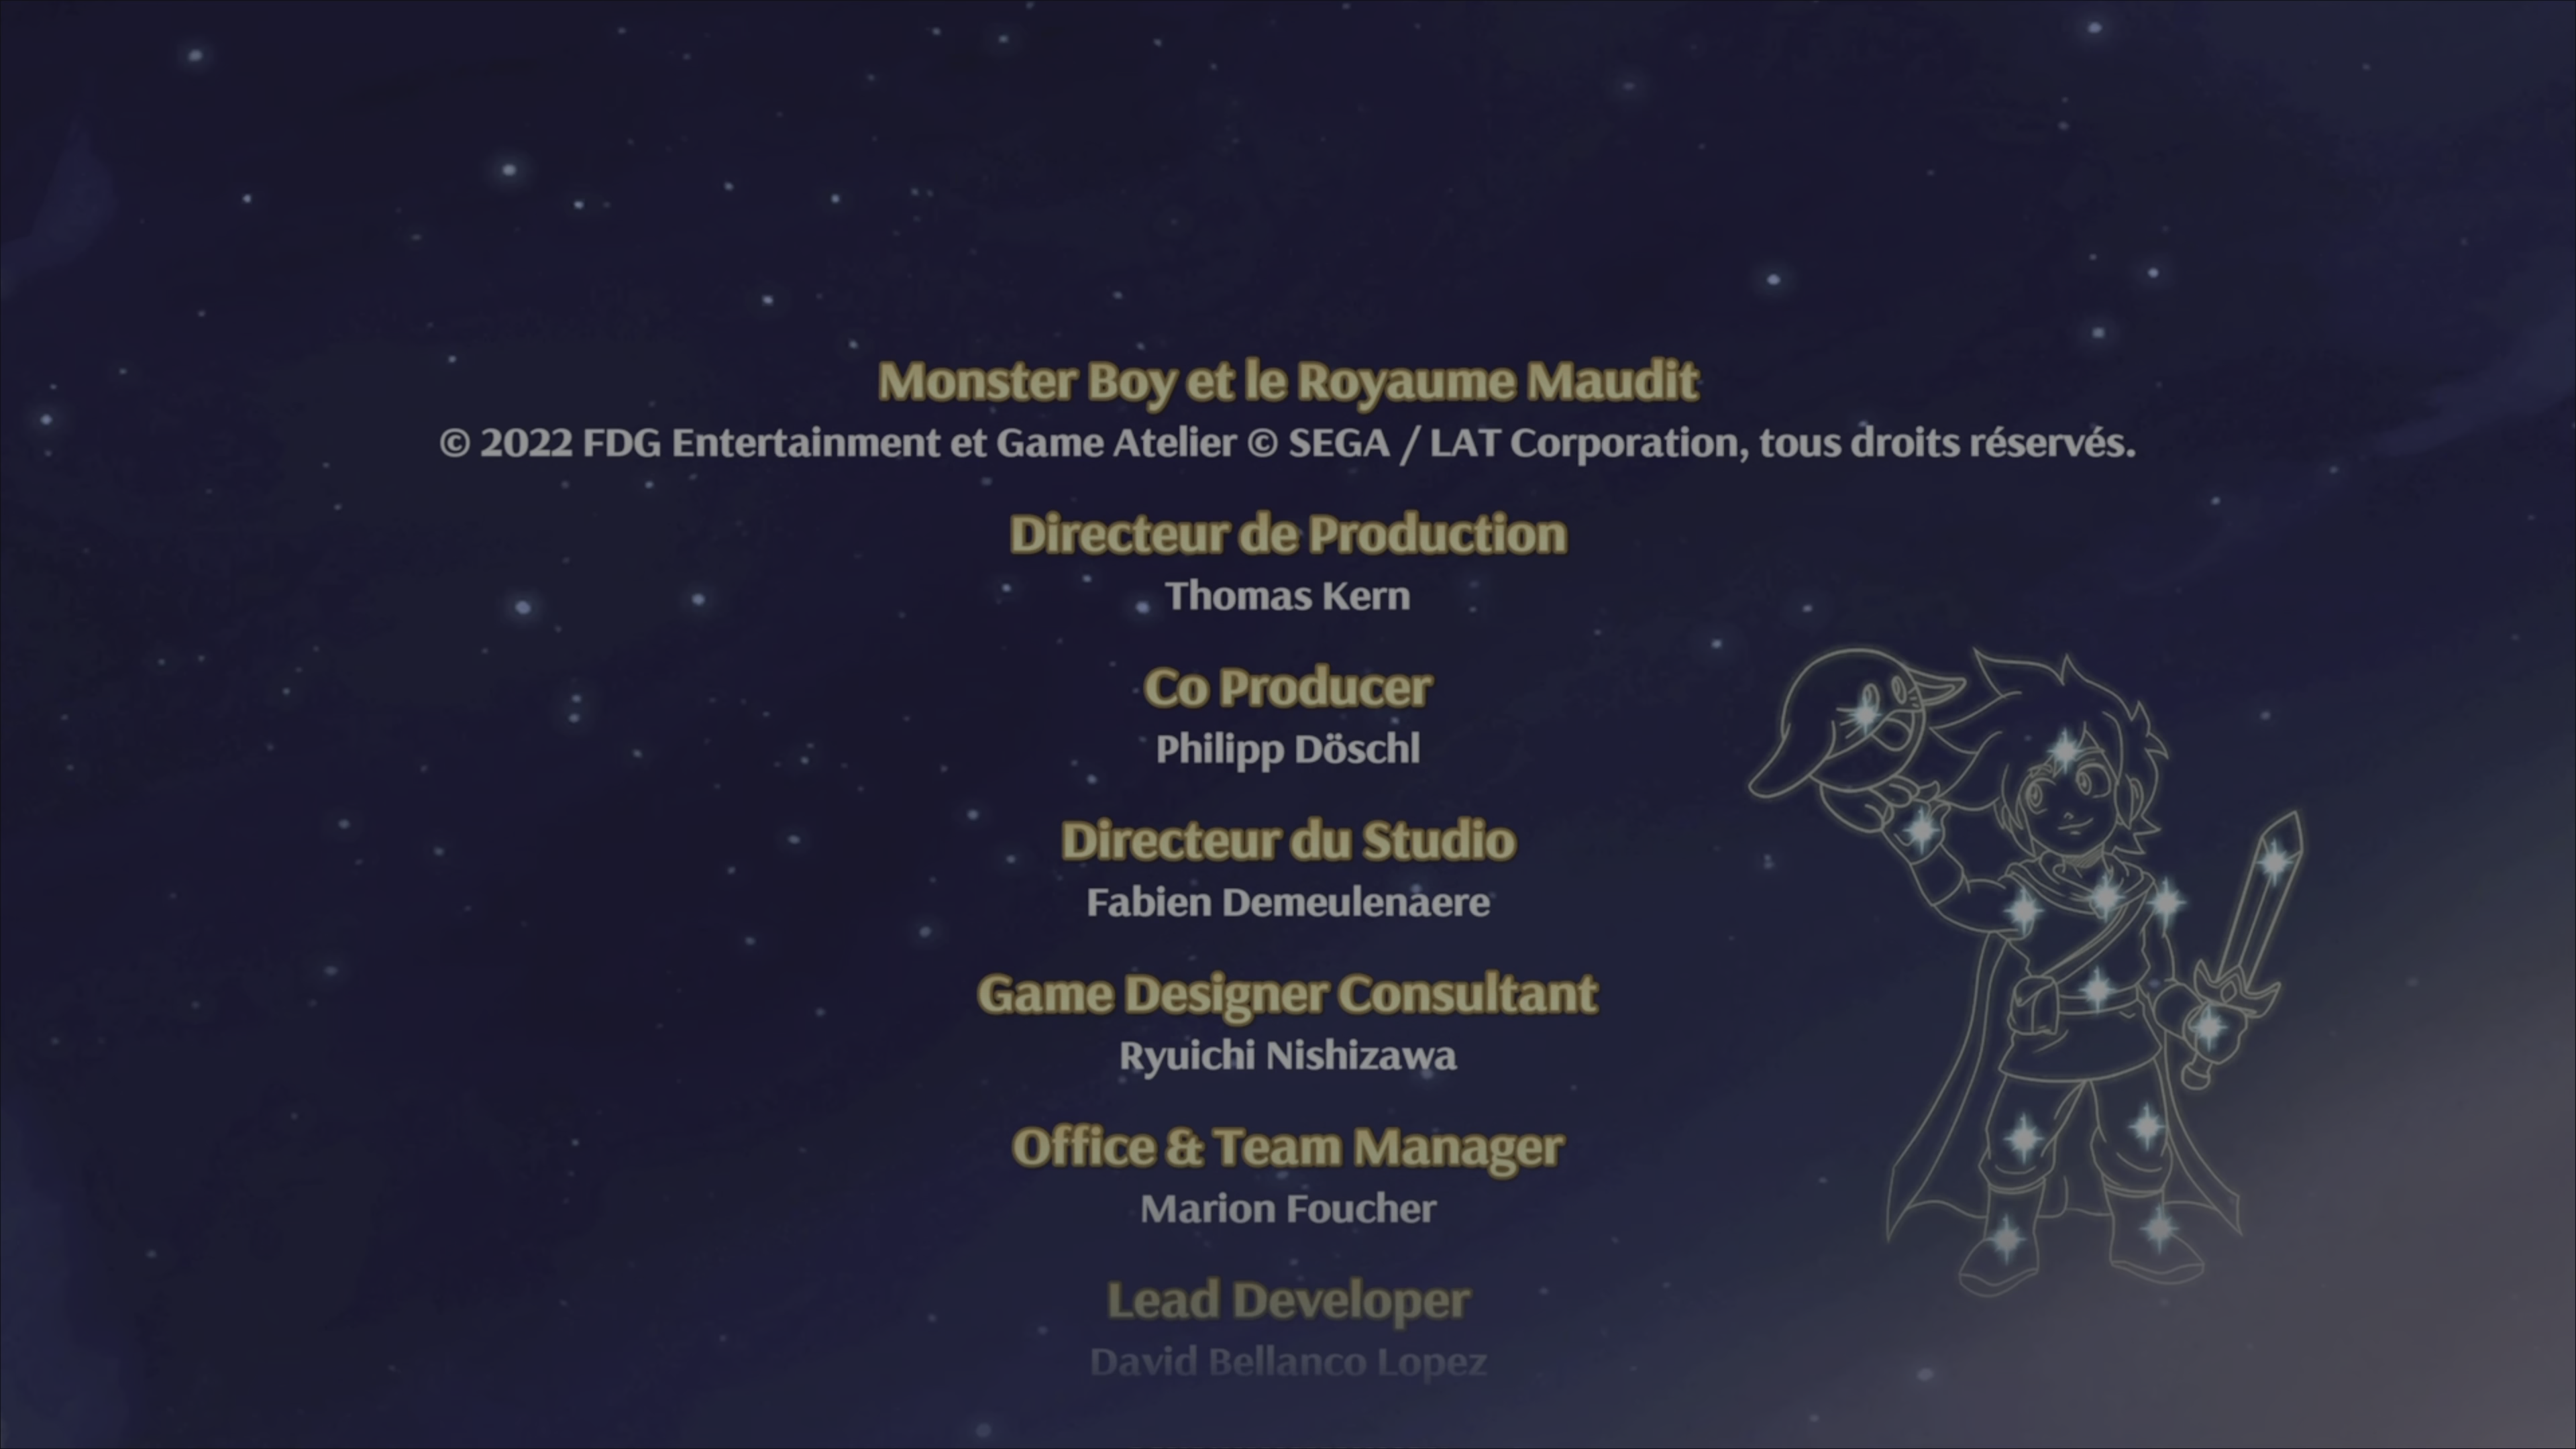 Monster Boy et le Royaume Maudit
© 2022 FDG Entertainment et Game Atelier © SEGA / LAT Corporation, tous droits réservés.
Directeur de Production
Thomas Kern
Co Producer
Philipp Döschl
Directeur du Studio
Fabien Demeulenaere
Game Designer Consultant
Ryuichi Nishizawa
Office & Team Manager
Marion Foucher
Lead Developer
David Bellanco Lopez